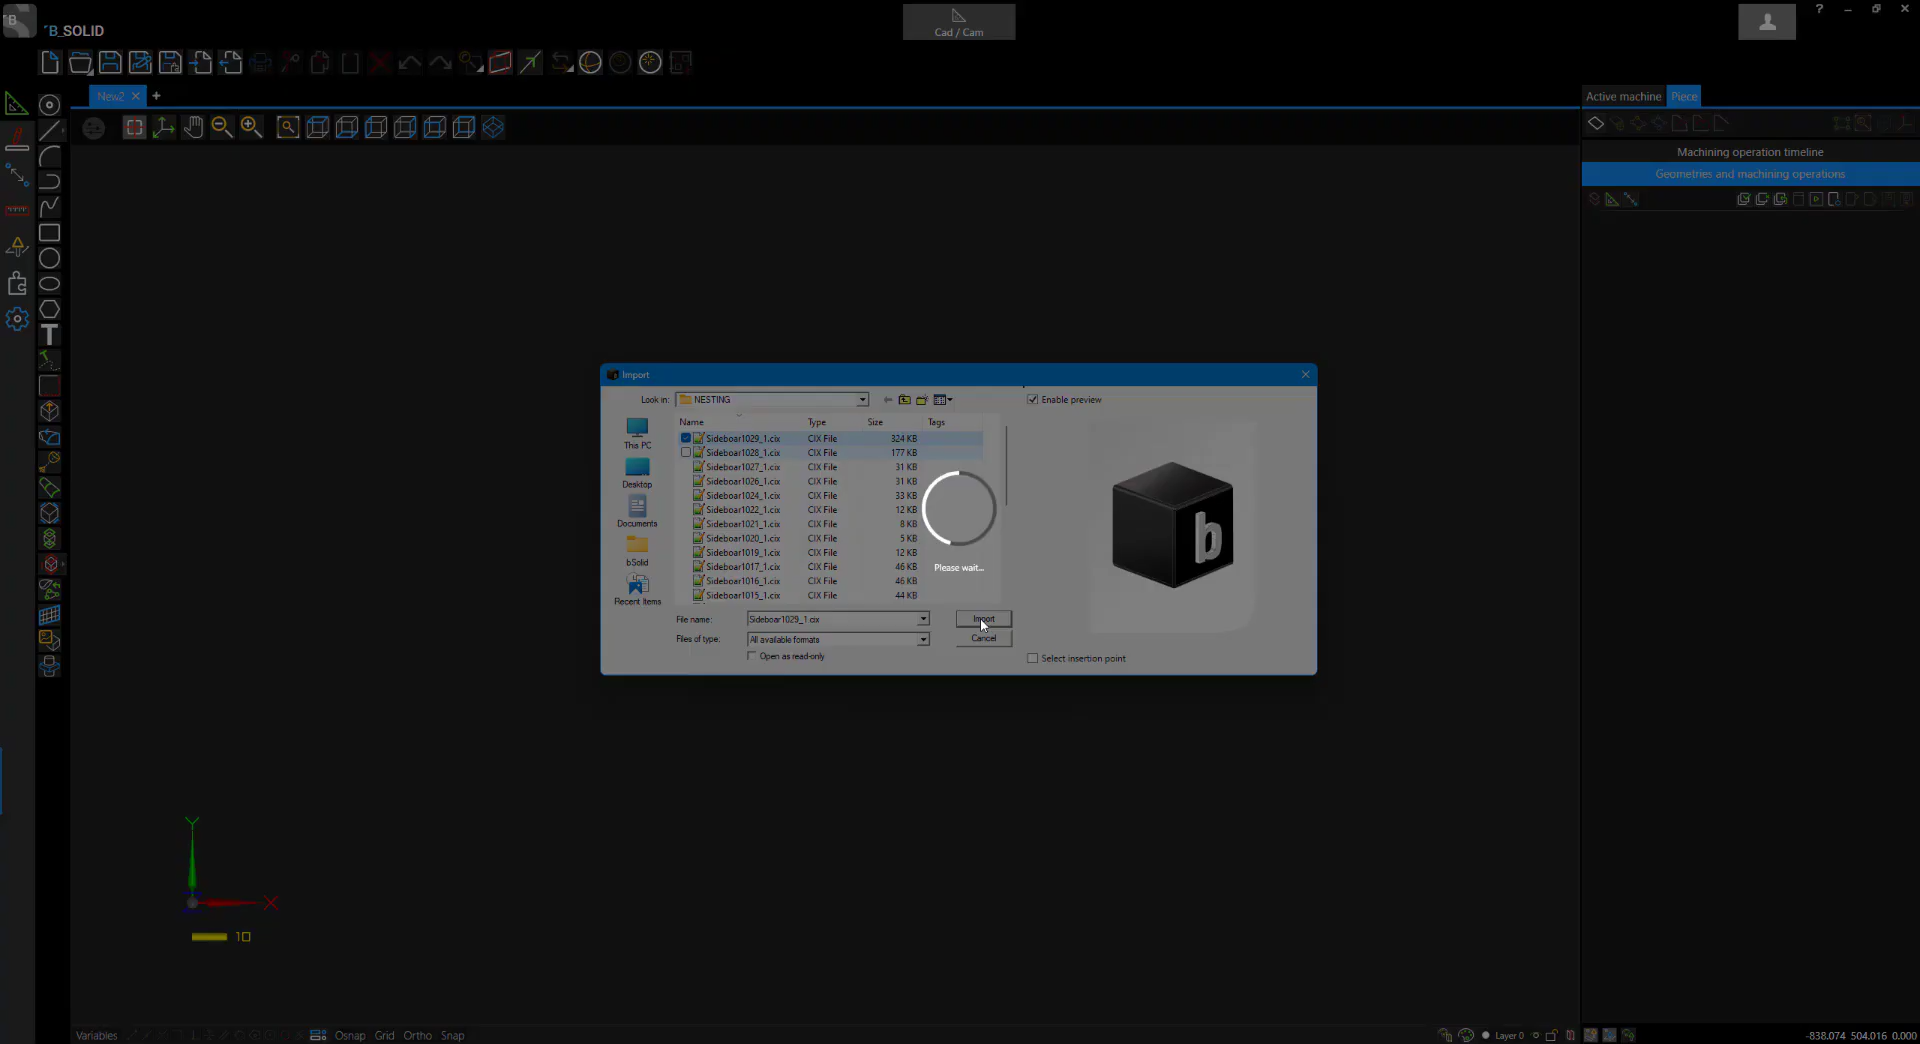 B_SOLID
Cad / Cam
?
New2
Active machine
Piece
Machining operation timeline
Geometries and machining operations
Import
Look in:
NESTING
Enable preview
Name Type Size Tags
Sideboar1029_1.cix CIX File 324 KB
Sideboar1028_1.cix CIX File 177 KB
Sideboar1027_1.cix CIX File 31 KB
Sideboar1026_1.cix CIX File 31 KB
Sideboar1024_1.cix CIX File 33 KB
Sideboar1022_1.cix CIX File 12 KB
Sideboar1021_1.cix CIX File 8 KB
Sideboar1020_1.cix CIX File 5 KB
Sideboar1019_1.cix CIX File 12 KB
Sideboar1017_1.cix CIX File 46 KB
Sideboar1016_1.cix CIX File 46 KB
Sideboar1015_1.cix CIX File 44 KB
This PC
Desktop
Documents
bSolid
Recent Items
Please wait...
b
File name: Sideboar1029_1.cix Import
Files of type: All available formats Cancel
Open as read-only
Select insertion point
Y
X
10
Variables Osnap Grid Ortho Snap
Layer 0
-838.074 504.016 0.000